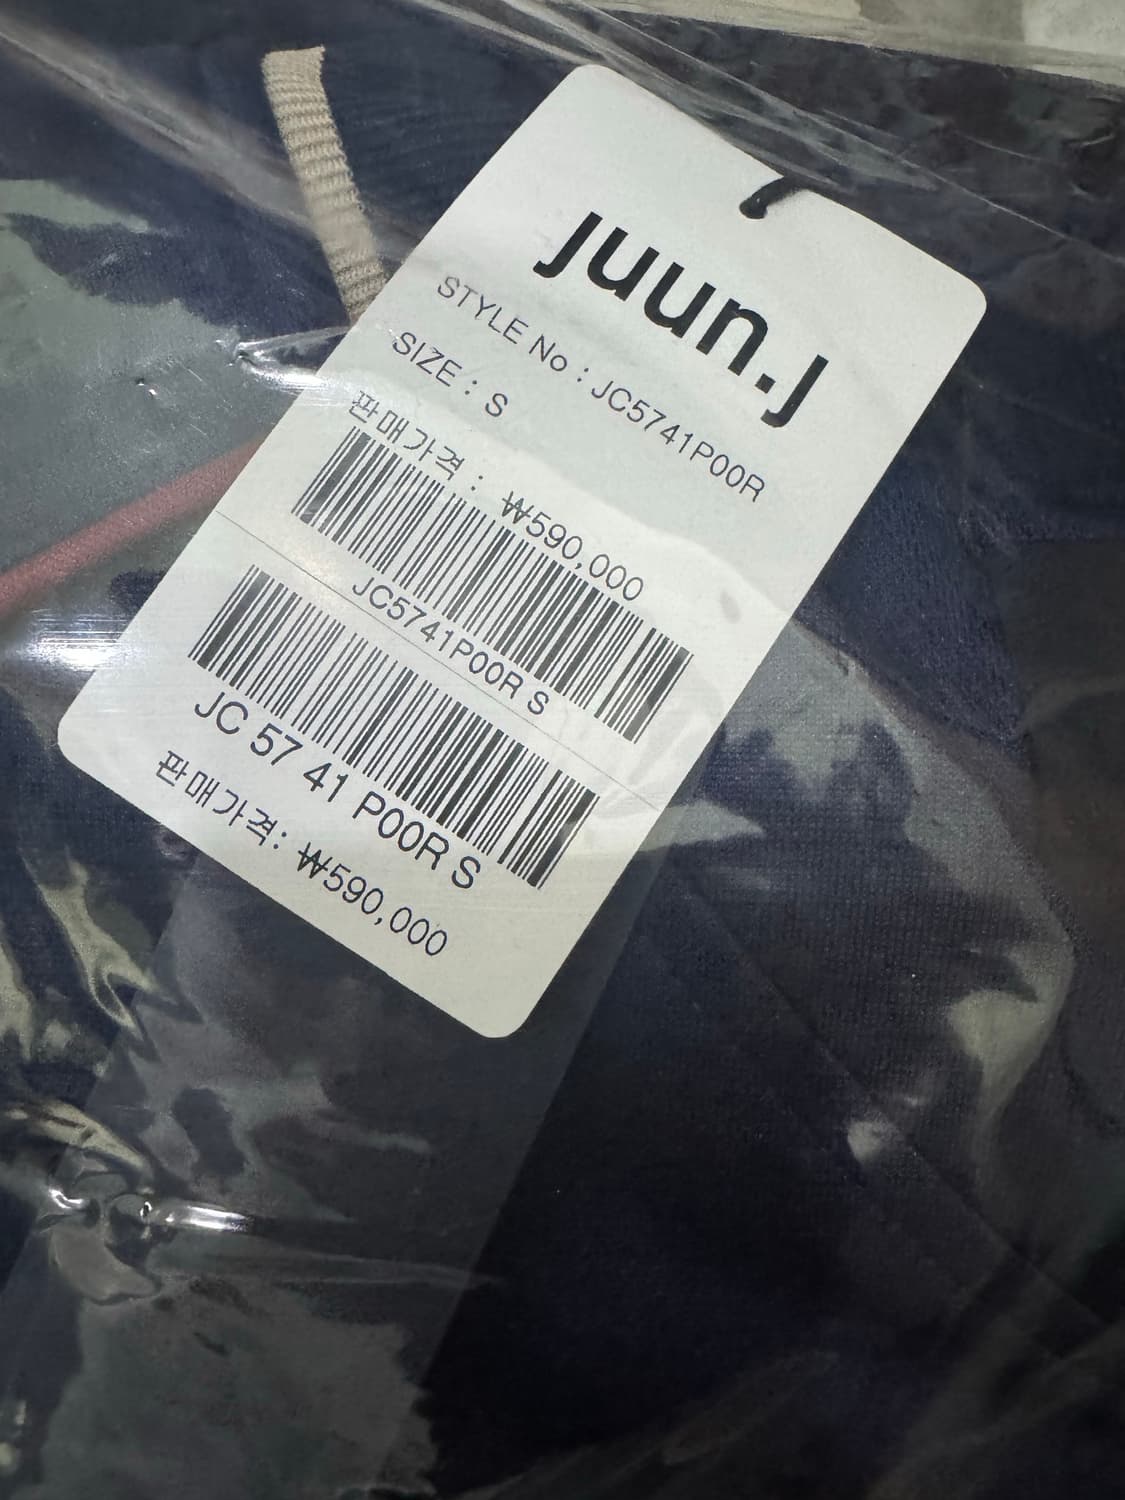 juun.j
STYLE No : JC5741P00R
SIZE : S
판매가격 : ₩590,000
JC5741P00R S
JC 57 41 P00R S
판매가격: ₩590,000